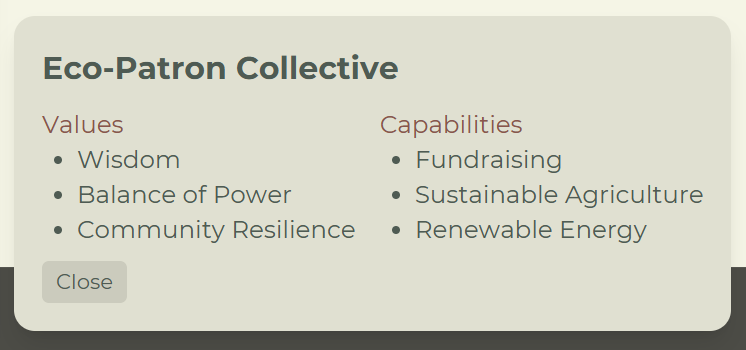 Eco-Patron Collective
Values
Wisdom
Balance of Power
Community Resilience
Capabilities
Fundraising
Sustainable Agriculture
Renewable Energy
Close